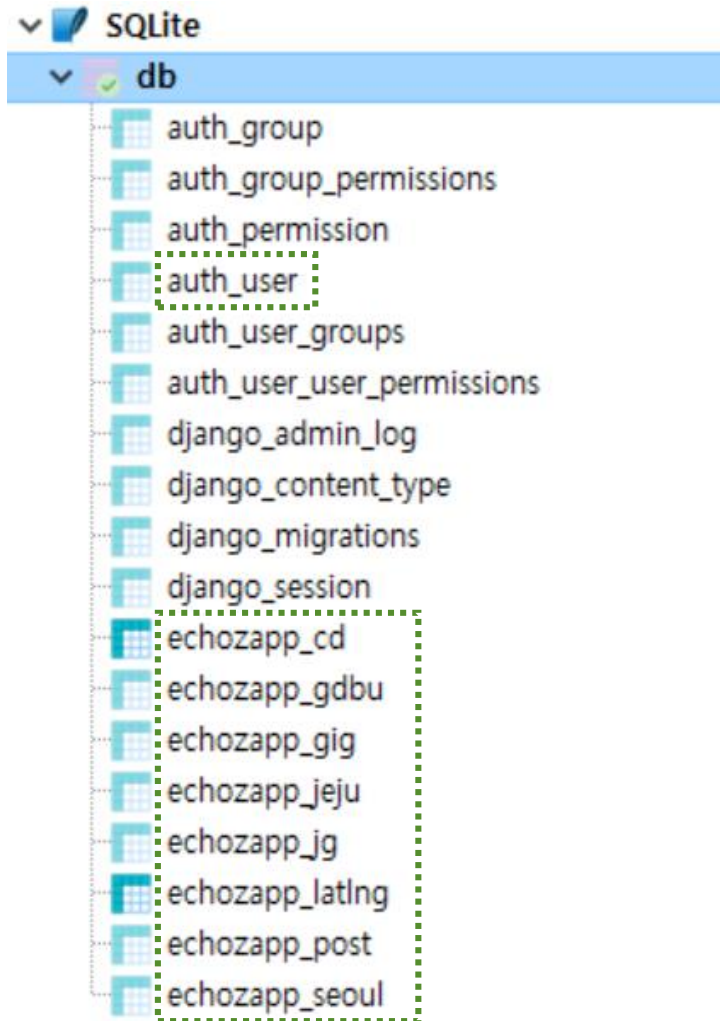 SQLite
db
auth_group
auth_group_permissions
auth_permission
auth_user
auth_user_groups
auth_user_user_permissions
django_admin_log
django_content_type
django_migrations
django_session
echozapp_cd
echozapp_gdbu
echozapp_gig
echozapp_jeju
echozapp_jg
echozapp_latlng
echozapp_post
echozapp_seoul